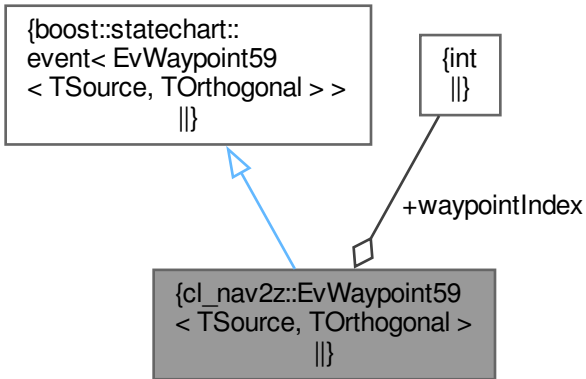 {boost::statechart::
event< EvWaypoint59
< TSource, TOrthogonal > >
||}
{int
||}
+waypointIndex
{cl_nav2z::EvWaypoint59
< TSource, TOrthogonal >
||}